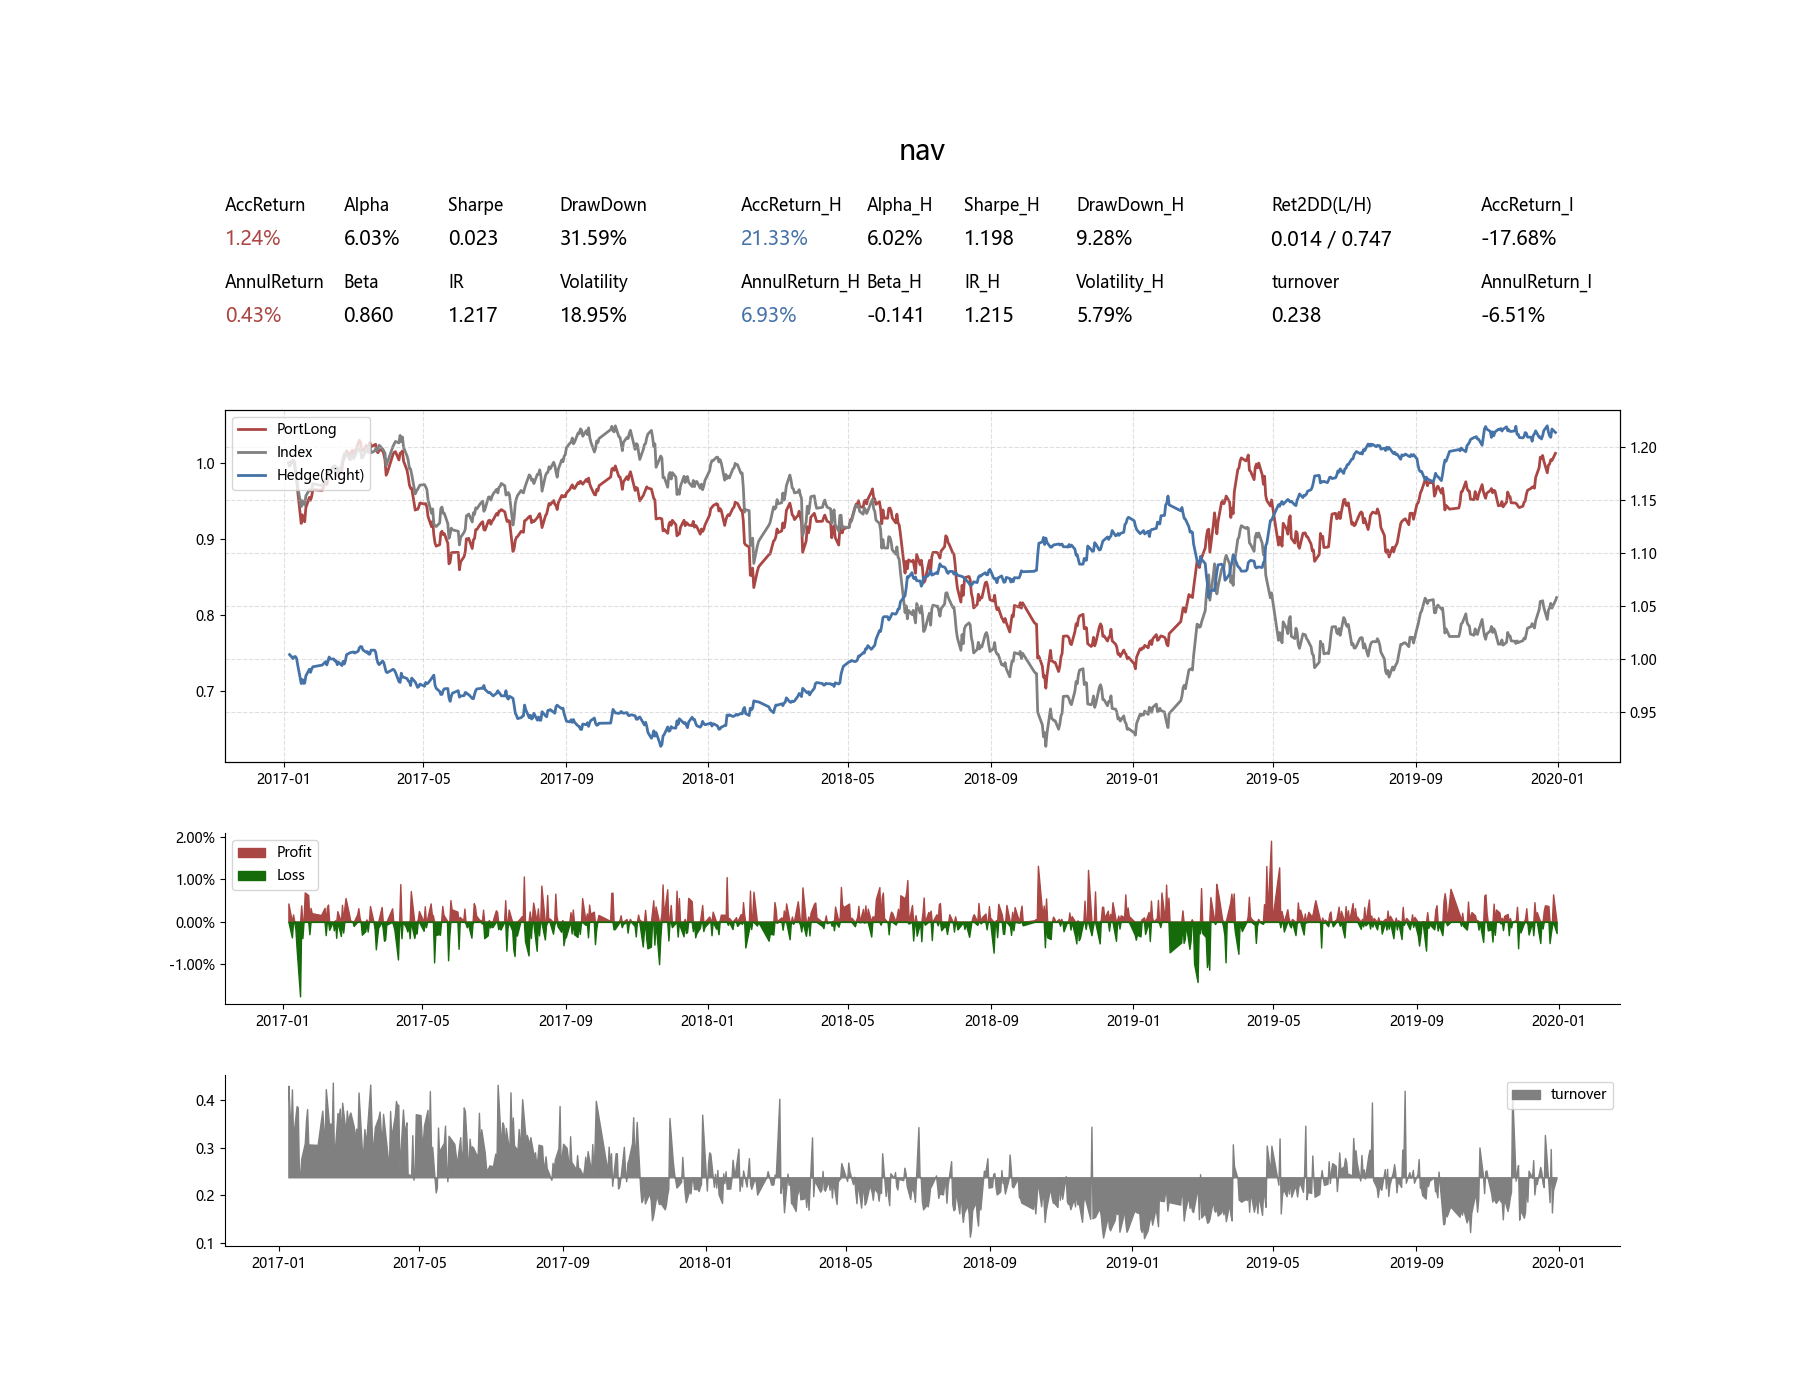 nav
AccReturn Alpha Sharpe DrawDown AccReturn_H Alpha_H Sharpe_H DrawDown_H Ret2DD(L/H) AccReturn_I
1.24% 6.03% 0.023 31.59% 21.33% 6.02% 1.198 9.28% 0.014 / 0.747 -17.68%
AnnulReturn Beta IR Volatility AnnulReturn_H Beta_H IR_H Volatility_H turnover AnnulReturn_I
0.43% 0.860 1.217 18.95% 6.93% -0.141 1.215 5.79% 0.238 -6.51%
PortLong
Index
Hedge(Right)
1.0
0.9
0.8
0.7
1.20
1.15
1.10
1.05
1.00
0.95
2017-01 2017-05 2017-09 2018-01 2018-05 2018-09 2019-01 2019-05 2019-09 2020-01
Profit
Loss
2.00%
1.00%
0.00%
-1.00%
2017-01 2017-05 2017-09 2018-01 2018-05 2018-09 2019-01 2019-05 2019-09 2020-01
turnover
0.4
0.3
0.2
0.1
2017-01 2017-05 2017-09 2018-01 2018-05 2018-09 2019-01 2019-05 2019-09 2020-01